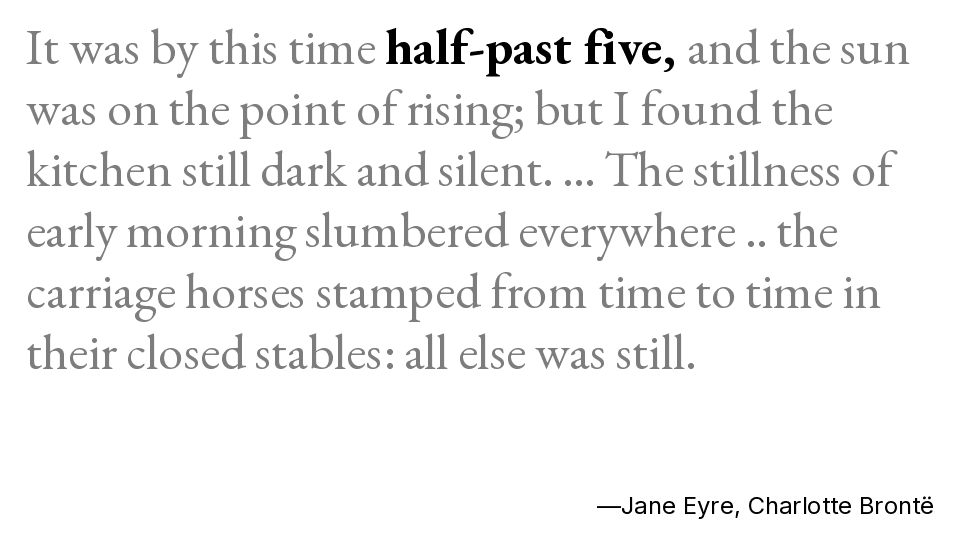 It was by this time half-past five, and the sun
was on the point of rising; but I found the
kitchen still dark and silent. ... The stillness of
early morning slumbered everywhere .. the
carriage horses stamped from time to time in
their closed stables: all else was still.
—Jane Eyre, Charlotte Brontë